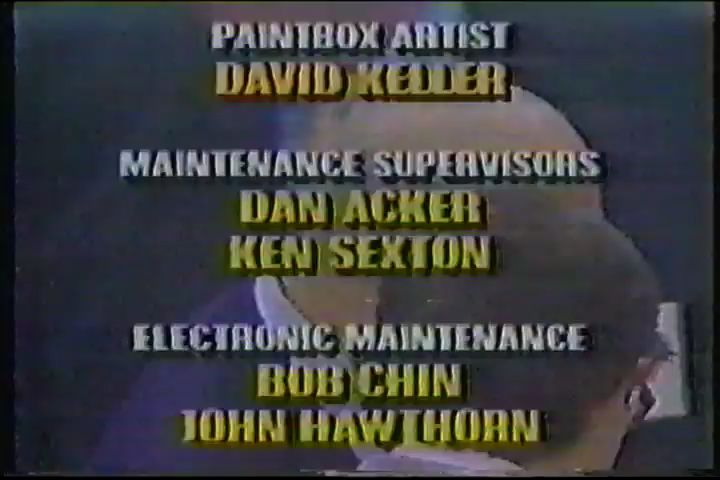 PAINTBOX ARTIST
DAVID KELLER
MAINTENANCE SUPERVISORS
DAN ACKER
KEN SEXTON
ELECTRONIC MAINTENANCE
BOB CHIN
JOHN HAWTHORN